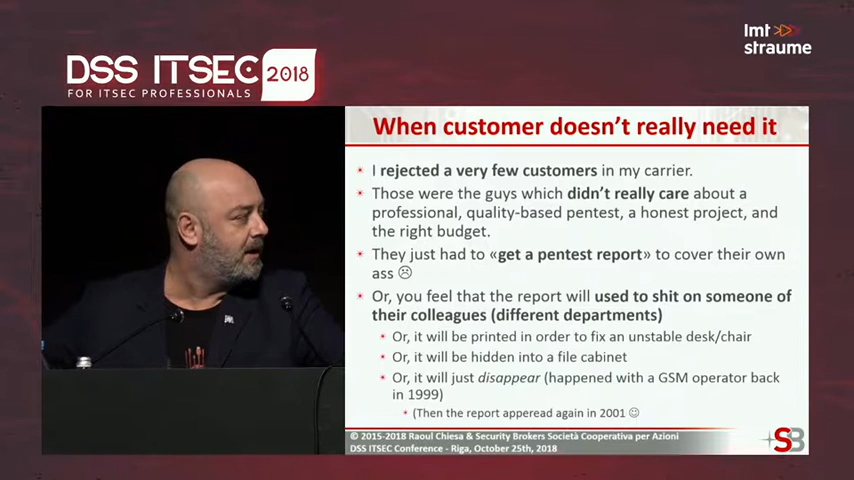 lmt
straume
DSS ITSEC 2018
FOR ITSEC PROFESSIONALS
When customer doesn't really need it
I rejected a very few customers in my carrier.
Those were the guys which didn't really care about a
professional, quality-based pentest, a honest project, and
the right budget.
They just had to «get a pentest report» to cover their own
ass ☹
Or, you feel that the report will used to shit on someone of
their colleagues (different departments)
Or, it will be printed in order to fix an unstable desk/chair
Or, it will be hidden into a file cabinet
Or, it will just disappear (happened with a GSM operator back
in 1999)
(Then the report apperead again in 2001 ☺
© 2015-2018 Raoul Chiesa & Security Brokers Società Cooperativa per Azioni
DSS ITSEC Conference - Riga, October 25th, 2018
SB